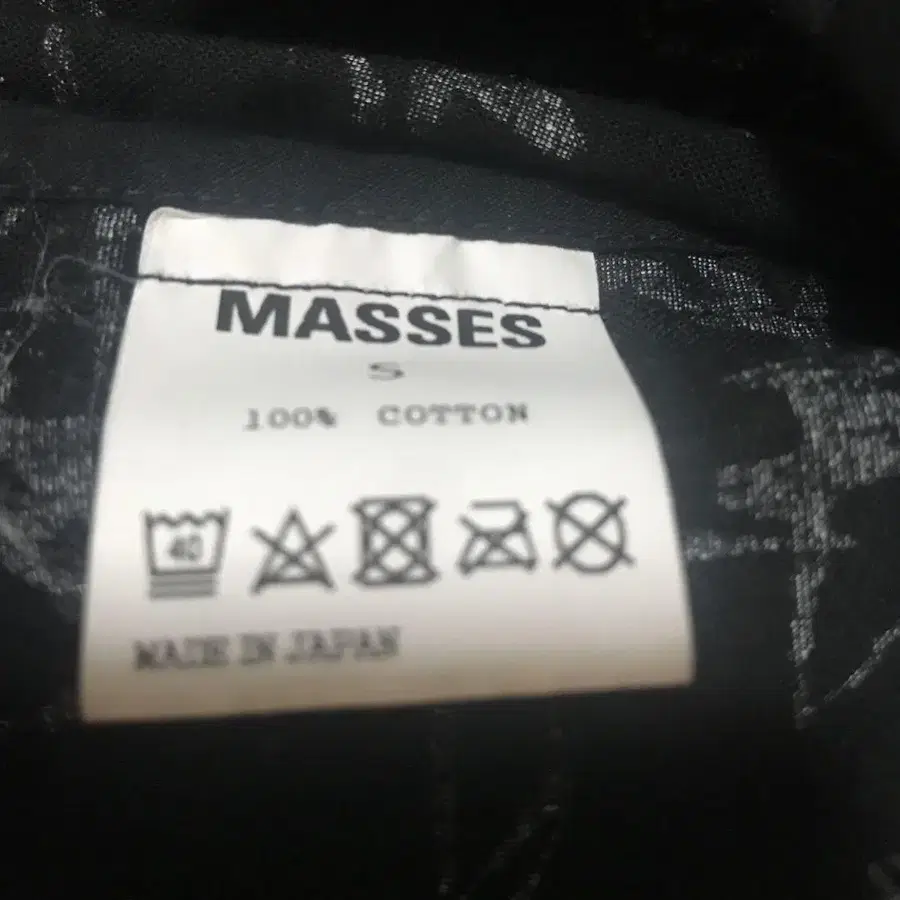 MASSES
S
100% COTTON
40
MADE IN JAPAN